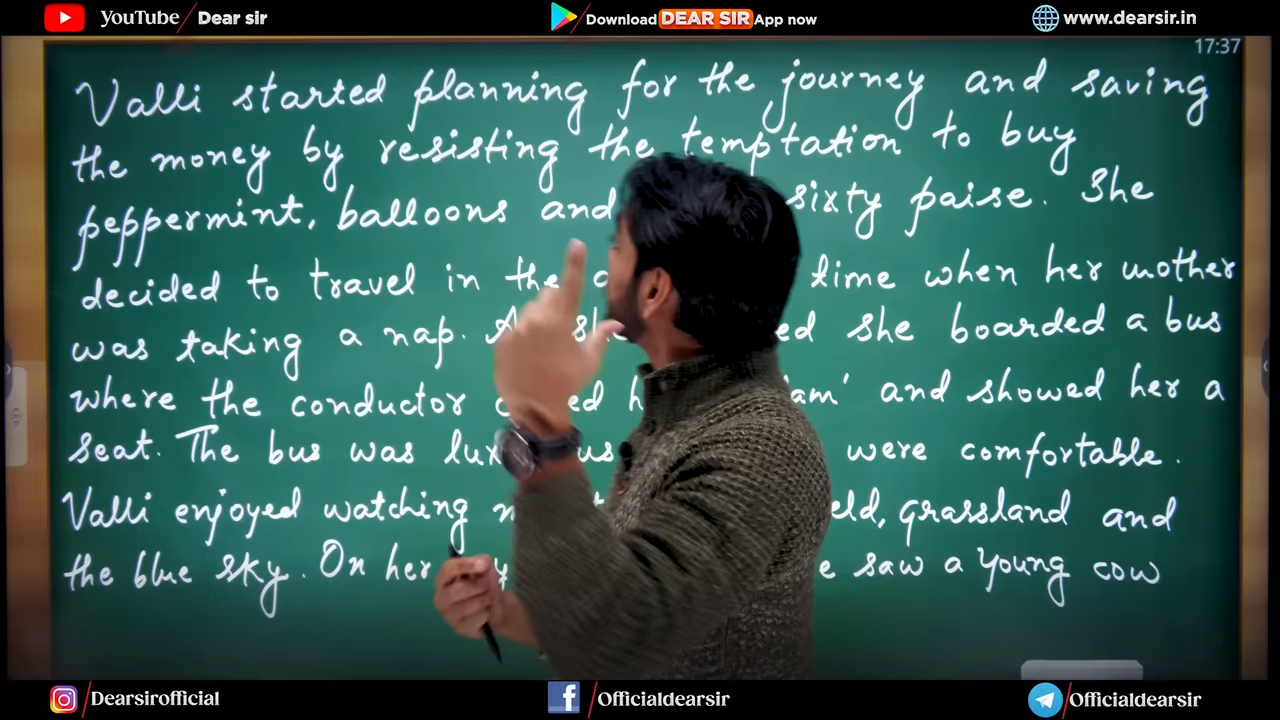 YouTube / Dear sir
Download DEAR SIR App now
www.dearsir.in
17:37
Valli started planning for the journey and saving
the money by resisting the temptation to buy
peppermint, balloons and sixty paise. She
decided to travel in the time when her mother
was taking a nap. she boarded a bus
where the conductor and showed her a
seat. The bus was were comfortable.
Valli enjoyed watching grassland and
the blue sky. On her saw a young cow
Dearsirofficial
Officialdearsir
Officialdearsir